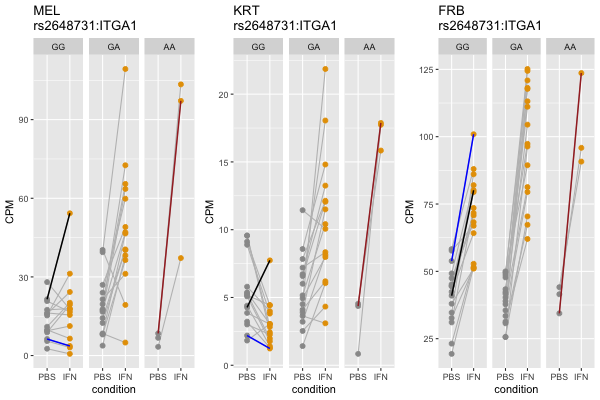 MEL
rs2648731:ITGA1
GG GA AA
CPM
90
60
30
0
PBS IFN PBS IFN PBS IFN
condition
KRT
rs2648731:ITGA1
GG GA AA
CPM
20
15
10
5
0
PBS IFN PBS IFN PBS IFN
condition
FRB
rs2648731:ITGA1
GG GA AA
CPM
125
100
75
50
25
PBS IFN PBS IFN PBS IFN
condition